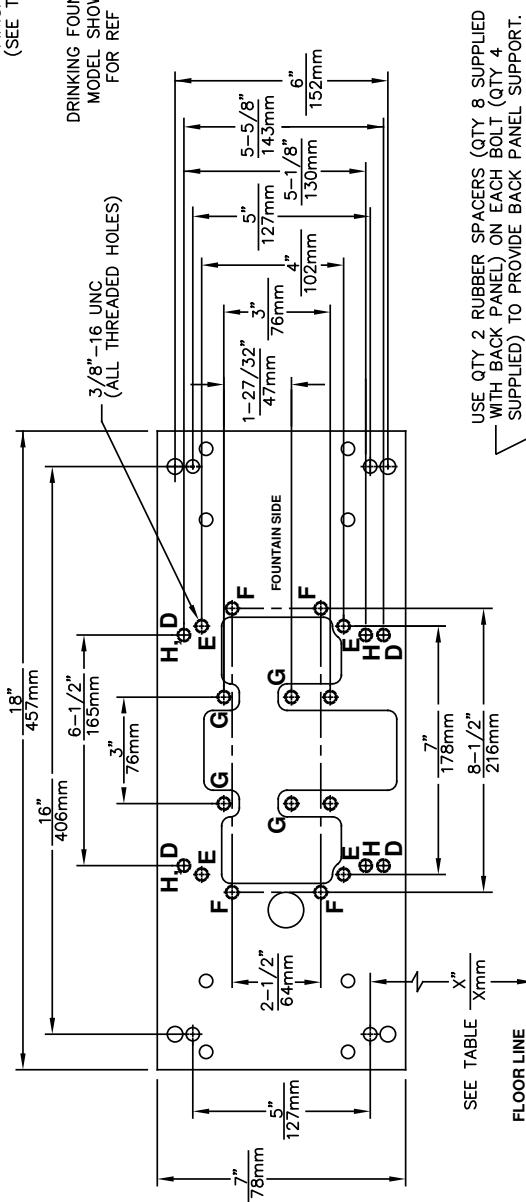 (SEE T
DRINKING FOUN
MODEL SHOW
FOR REF
3/8"-16 UNC
(ALL THREADED HOLES)
18"
457mm
16"
406mm
6-1/2"
165mm
3"
76mm
H, D
E
F
G
G
H, D
E
F
FOUNTAIN SIDE
G
G
F
E
H
D
F
E
H
D
2-1/2"
64mm
5"
127mm
7"
78mm
7"
178mm
8-1/2"
216mm
1-27/32"
47mm
3"
76mm
4"
102mm
5"
127mm
5-1/8"
130mm
5-5/8"
143mm
6"
152mm
SEE TABLE
X"
Xmm
FLOOR LINE
USE QTY 2 RUBBER SPACERS (QTY 8 SUPPLIED
WITH BACK PANEL) ON EACH BOLT (QTY 4
SUPPLIED) TO PROVIDE BACK PANEL SUPPORT.